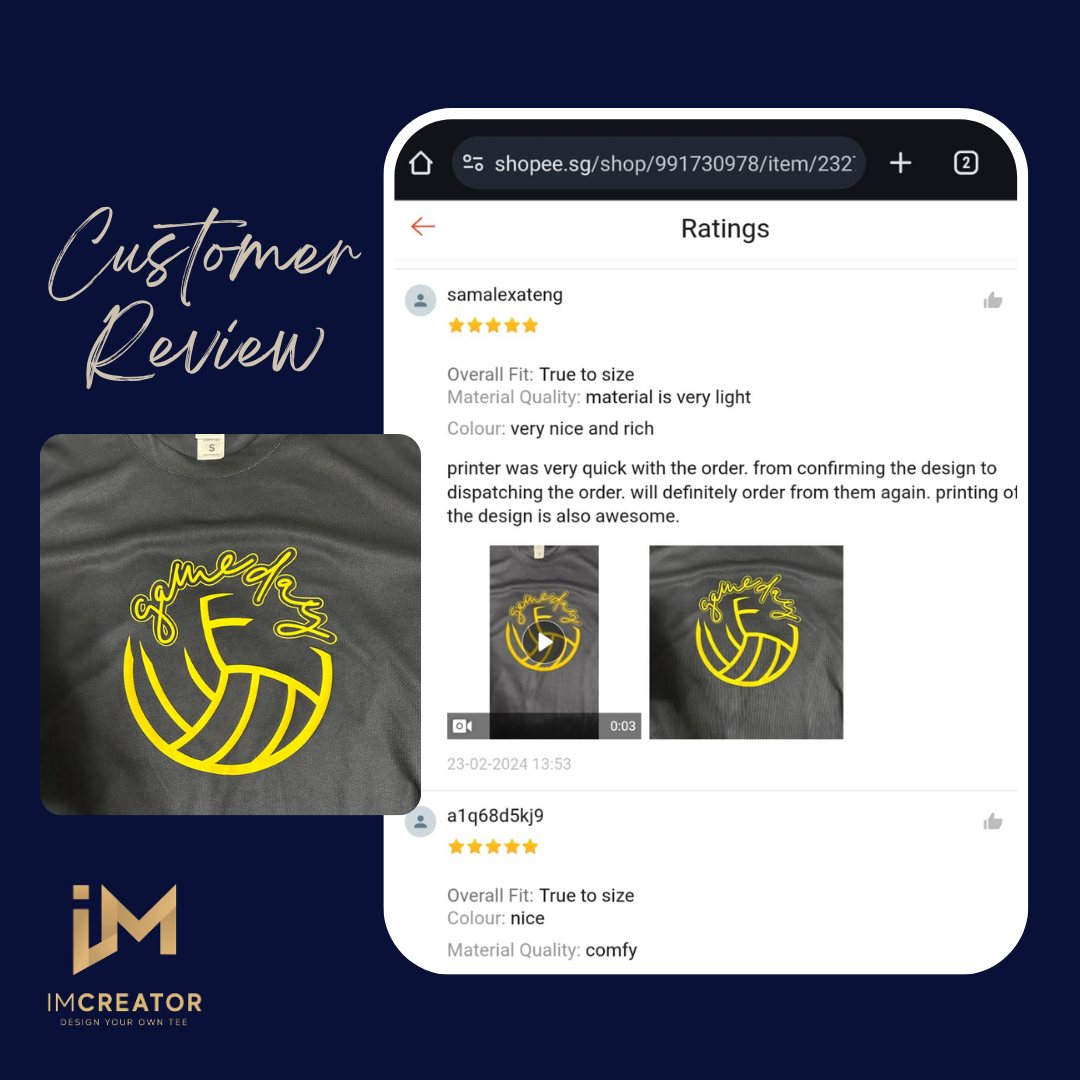 Customer
Review
shopee.sg/shop/991730978/item/232
2
Ratings
samalexateng
Overall Fit: True to size
Material Quality: material is very light
Colour: very nice and rich
printer was very quick with the order. from confirming the design to
dispatching the order. will definitely order from them again. printing of
the design is also awesome.
gameday
gameday
0:03
23-02-2024 13:53
a1q68d5kj9
Overall Fit: True to size
Colour: nice
Material Quality: comfy
S
gameday
F
iM
IMCREATOR
DESIGN YOUR OWN TEE